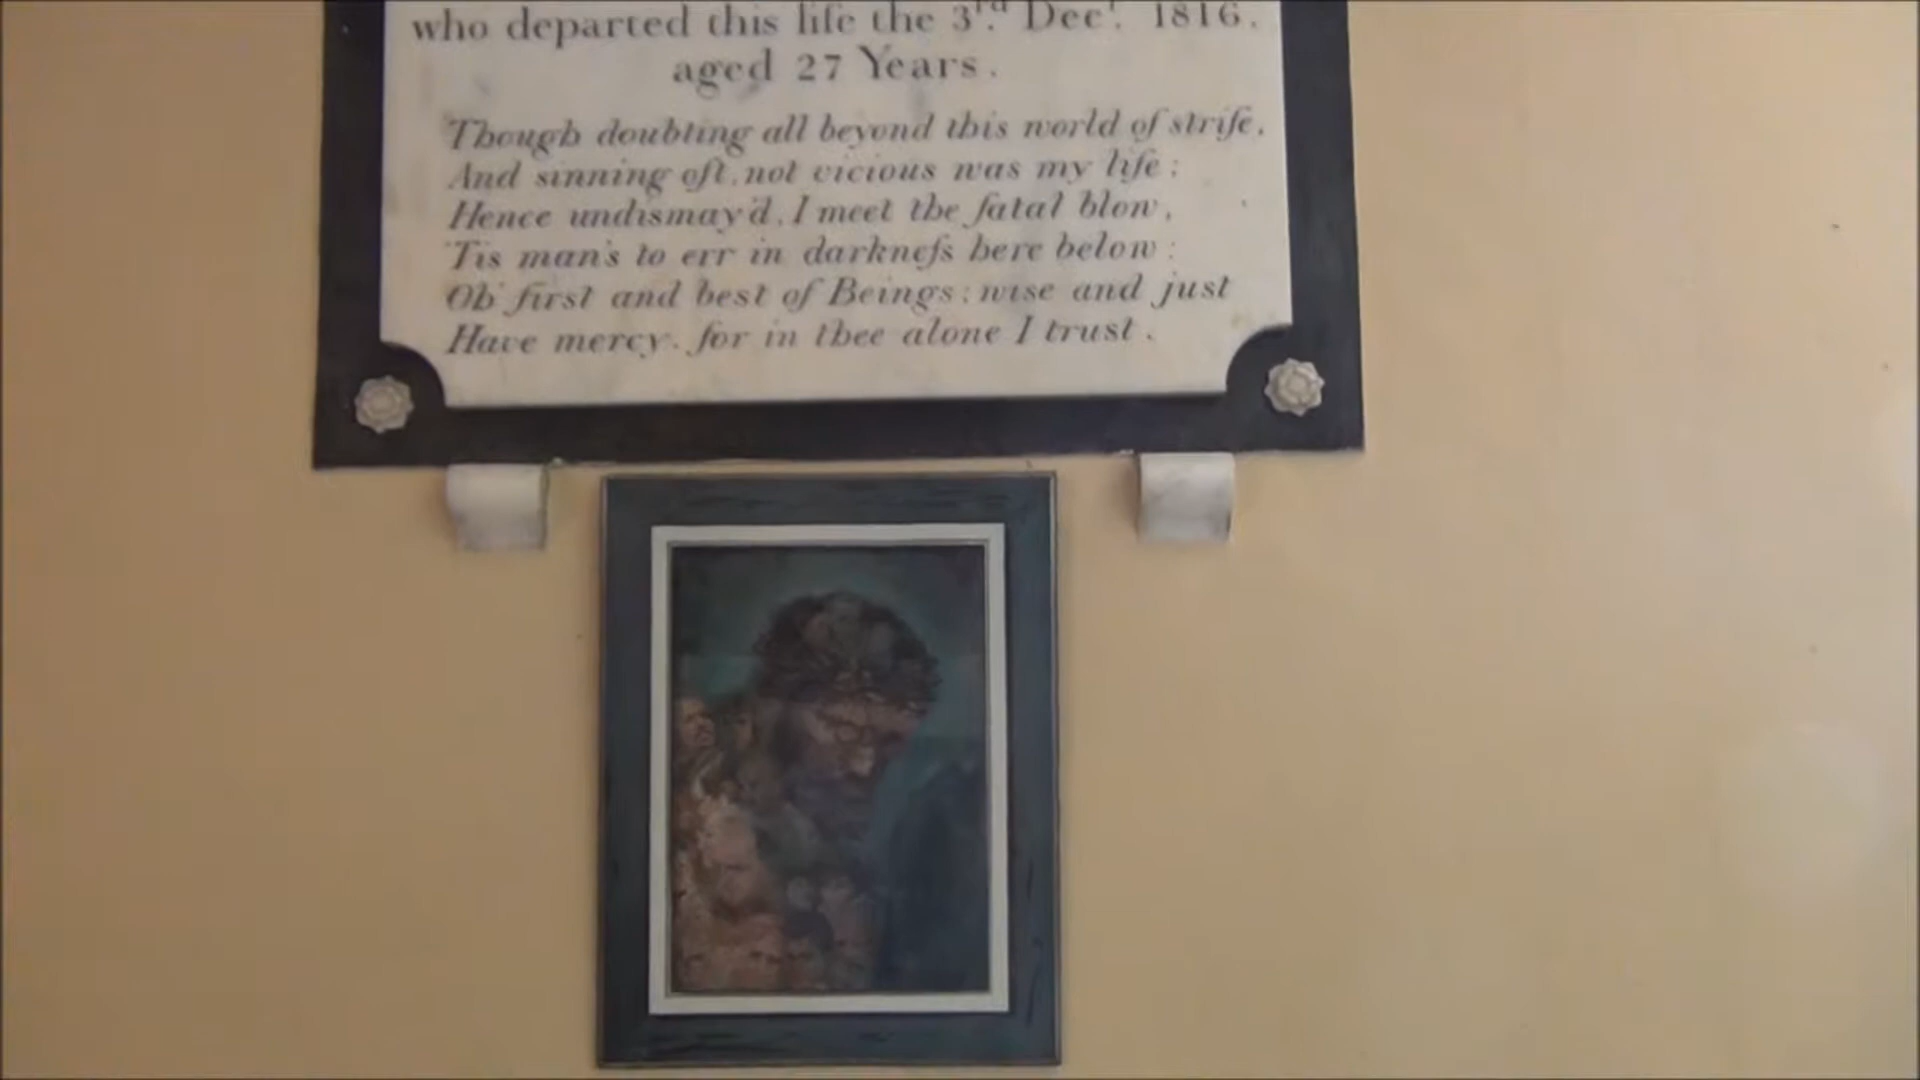 who departed this life the 3rd. Dect. 1816.
aged 27 Years.
Though doubting all beyond this world of strife,
And sinning oft, not vicious was my life:
Hence undismay'd, I meet the fatal blow,
'Tis man's to err in darkneſs here below:
Oh' first and best of Beings: wise and just
Have mercy. for in thee alone I trust.